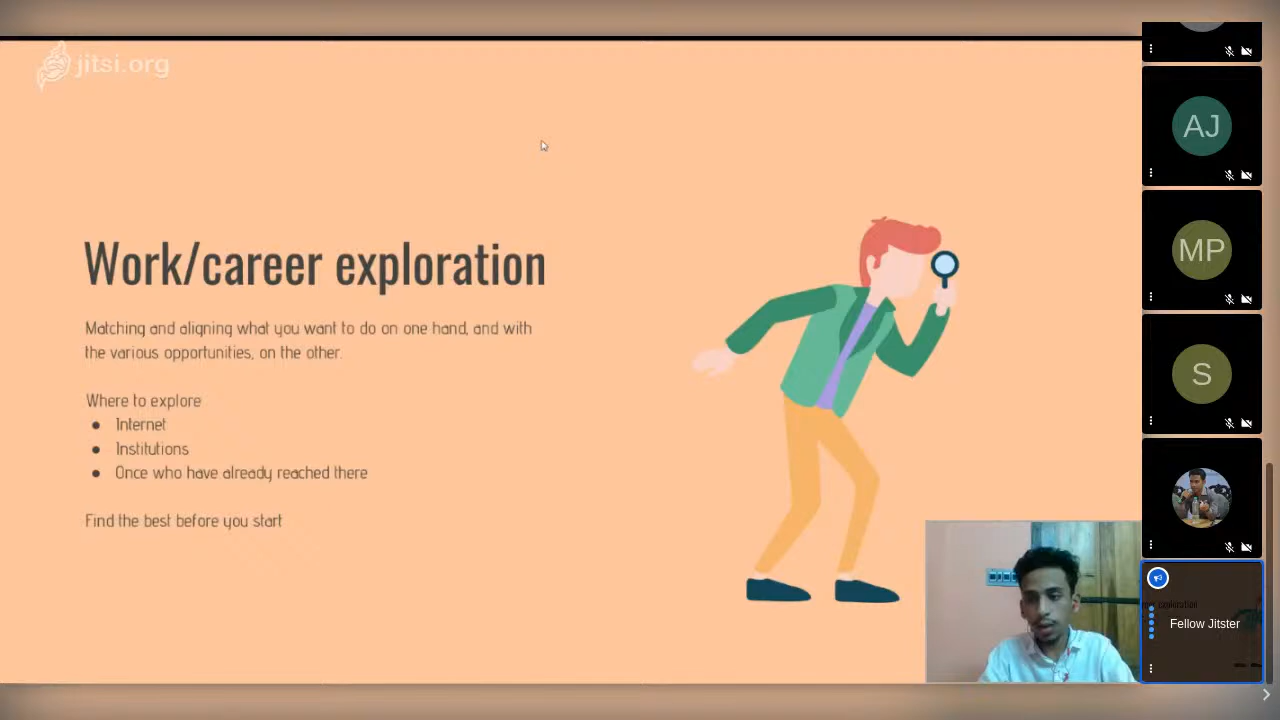 jitsi.org
Work/career exploration
Matching and aligning what you want to do on one hand, and with
the various opportunities, on the other.
Where to explore
● Internet
● Institutions
● Once who have already reached there
Find the best before you start
AJ
MP
S
exploration
Fellow Jitster